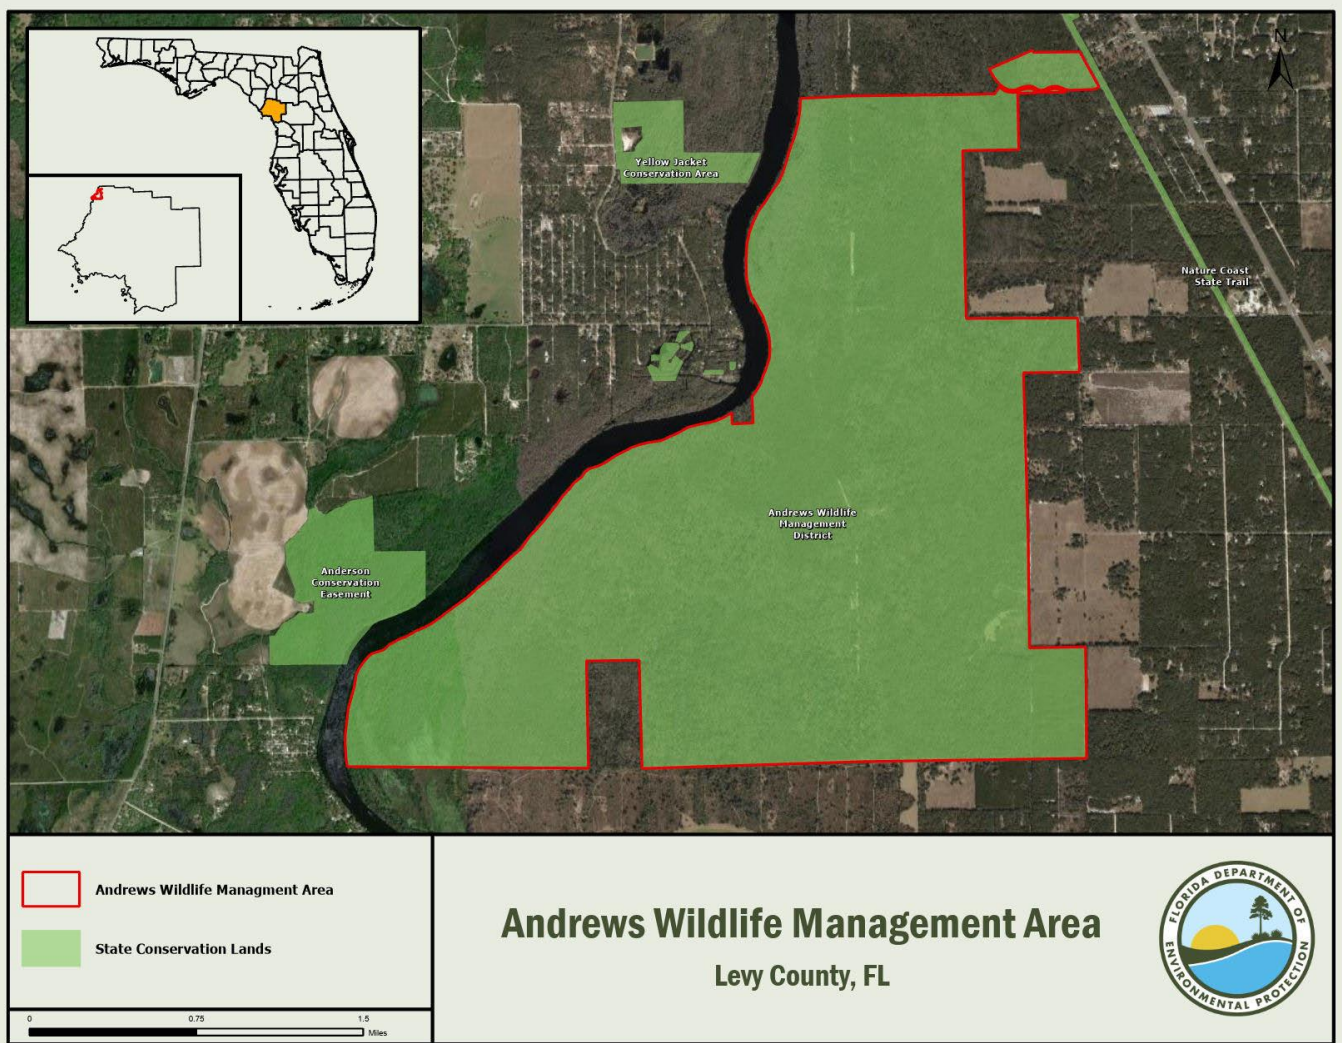 N
Yellow Jacket
Conservation Area
Nature Coast
State Trail
Andrews Wildlife
Management
District
Anderson
Conservation
Easement
Andrews Wildlife Managment Area
State Conservation Lands
0 0.75 1.5
Miles
Andrews Wildlife Management Area
Levy County, FL
FLORIDA DEPARTMENT OF
ENVIRONMENTAL PROTECTION